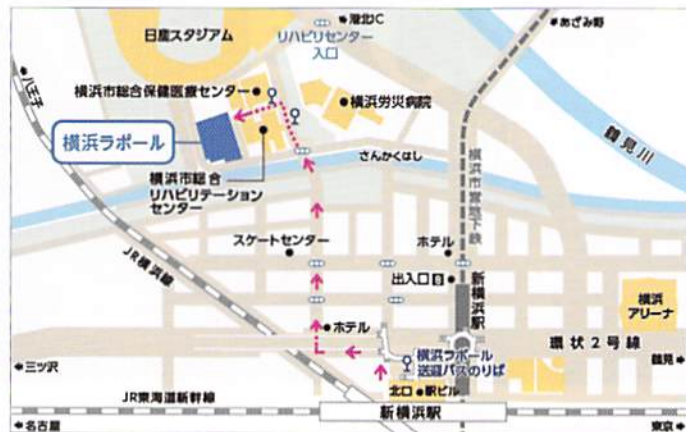 日産スタジアム
港北IC
リハビリセンター
入口
あざみ野
八王子
横浜市総合保健医療センター
横浜労災病院
横浜ラポール
鶴見川
さんかくはし
横浜市総合
リハビリテーション
センター
横浜市営地下鉄
スケートセンター
ホテル
JR横浜線
出入口8
新横浜駅
横浜
アリーナ
ホテル
環状2号線
横浜ラポール
送迎バスのりば
三ツ沢
鶴見
北口
駅ビル
JR東海道新幹線
新横浜駅
名古屋
東京